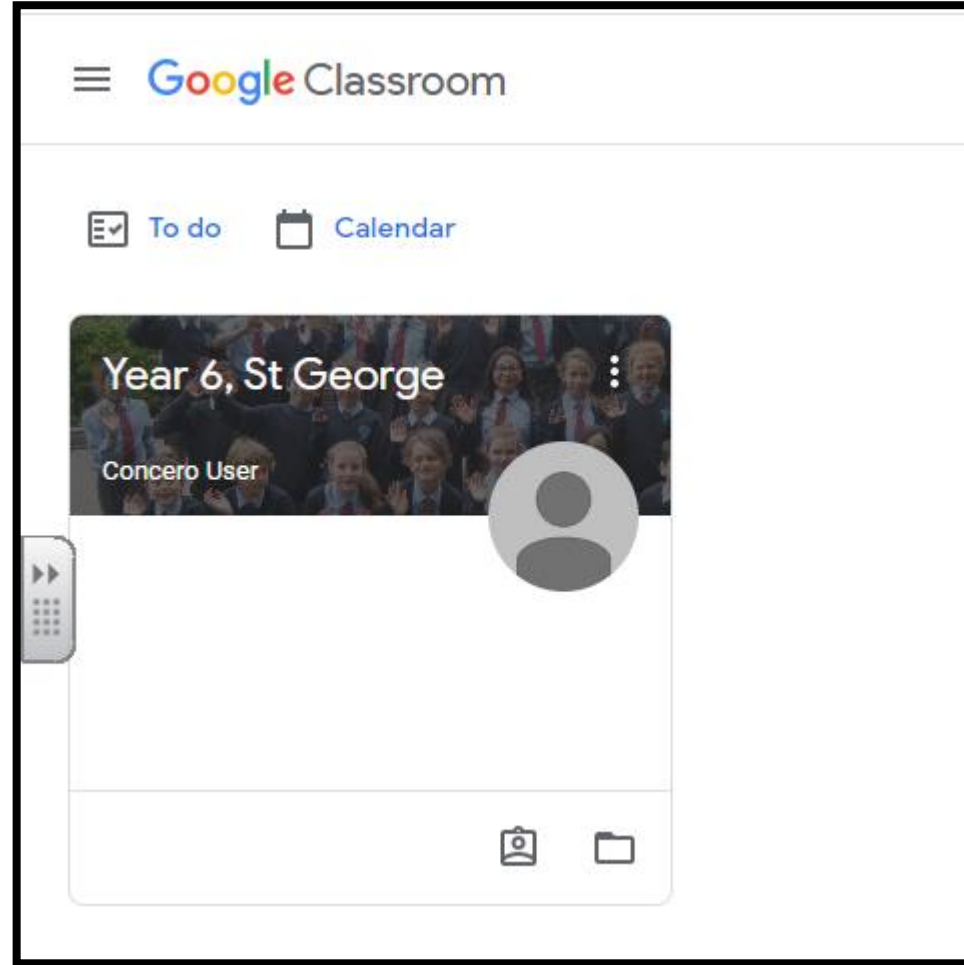 Google Classroom
To do Calendar
Year 6, St George
Concero User